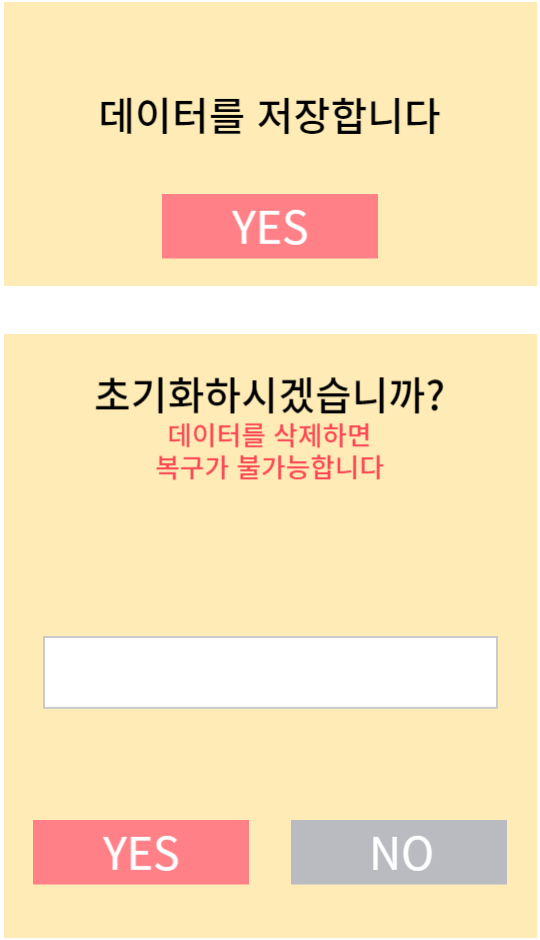 데이터를 저장합니다
YES
초기화하시겠습니까?
데이터를 삭제하면
복구가 불가능합니다
YES
NO